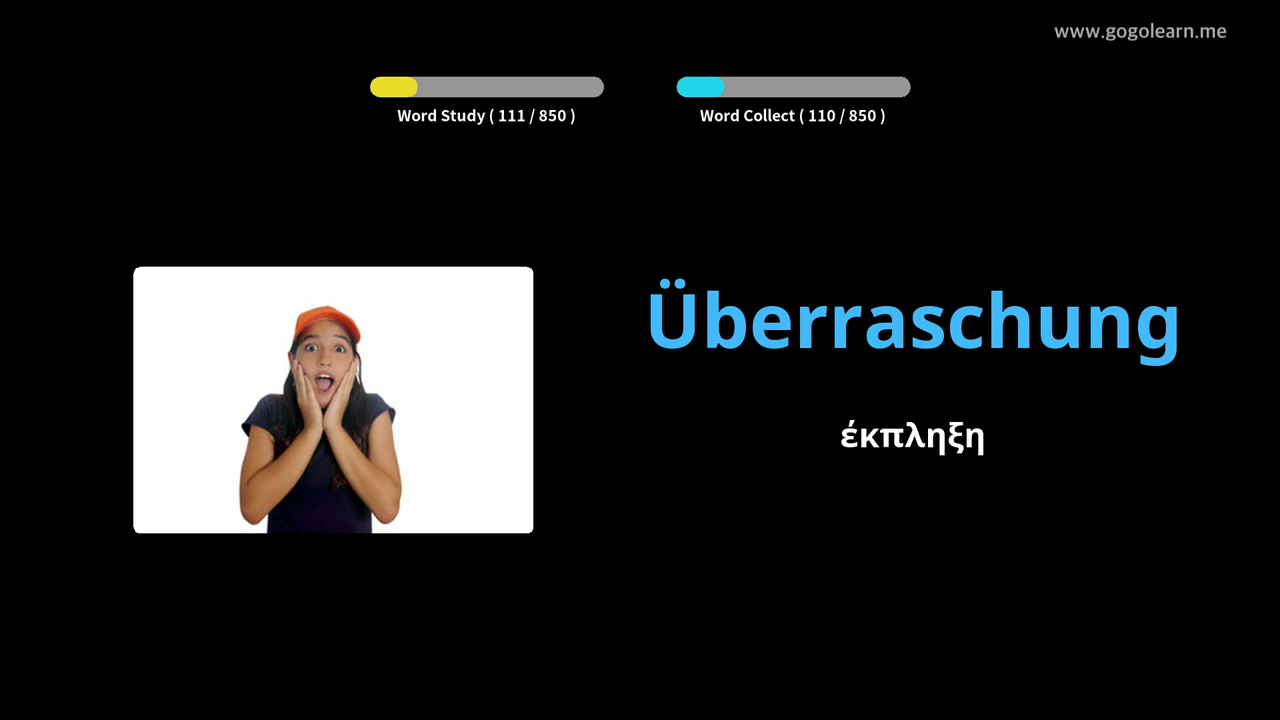 www.gogolearn.me
Word Study ( 111 / 850 )
Word Collect ( 110 / 850 )
Überraschung
έκπληξη